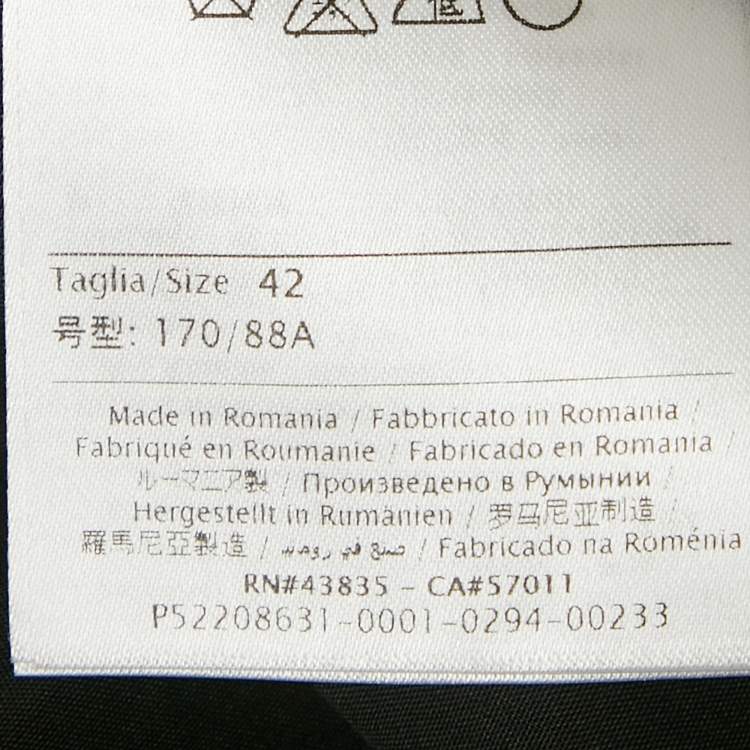 低
Taglia/Size 42
号型: 170/88A
Made in Romania / Fabbricato in Romania /
Fabriqué en Roumanie / Fabricado en Romania /
ルーマニア製 / Произведено в Румынии /
Hergestellt in Rumänien / 罗马尼亚制造 /
羅馬尼亞製造 / صنع في رومانيا / Fabricado na Roménia
RN#43835 - CA#57011
P52208631-0001-0294-00233